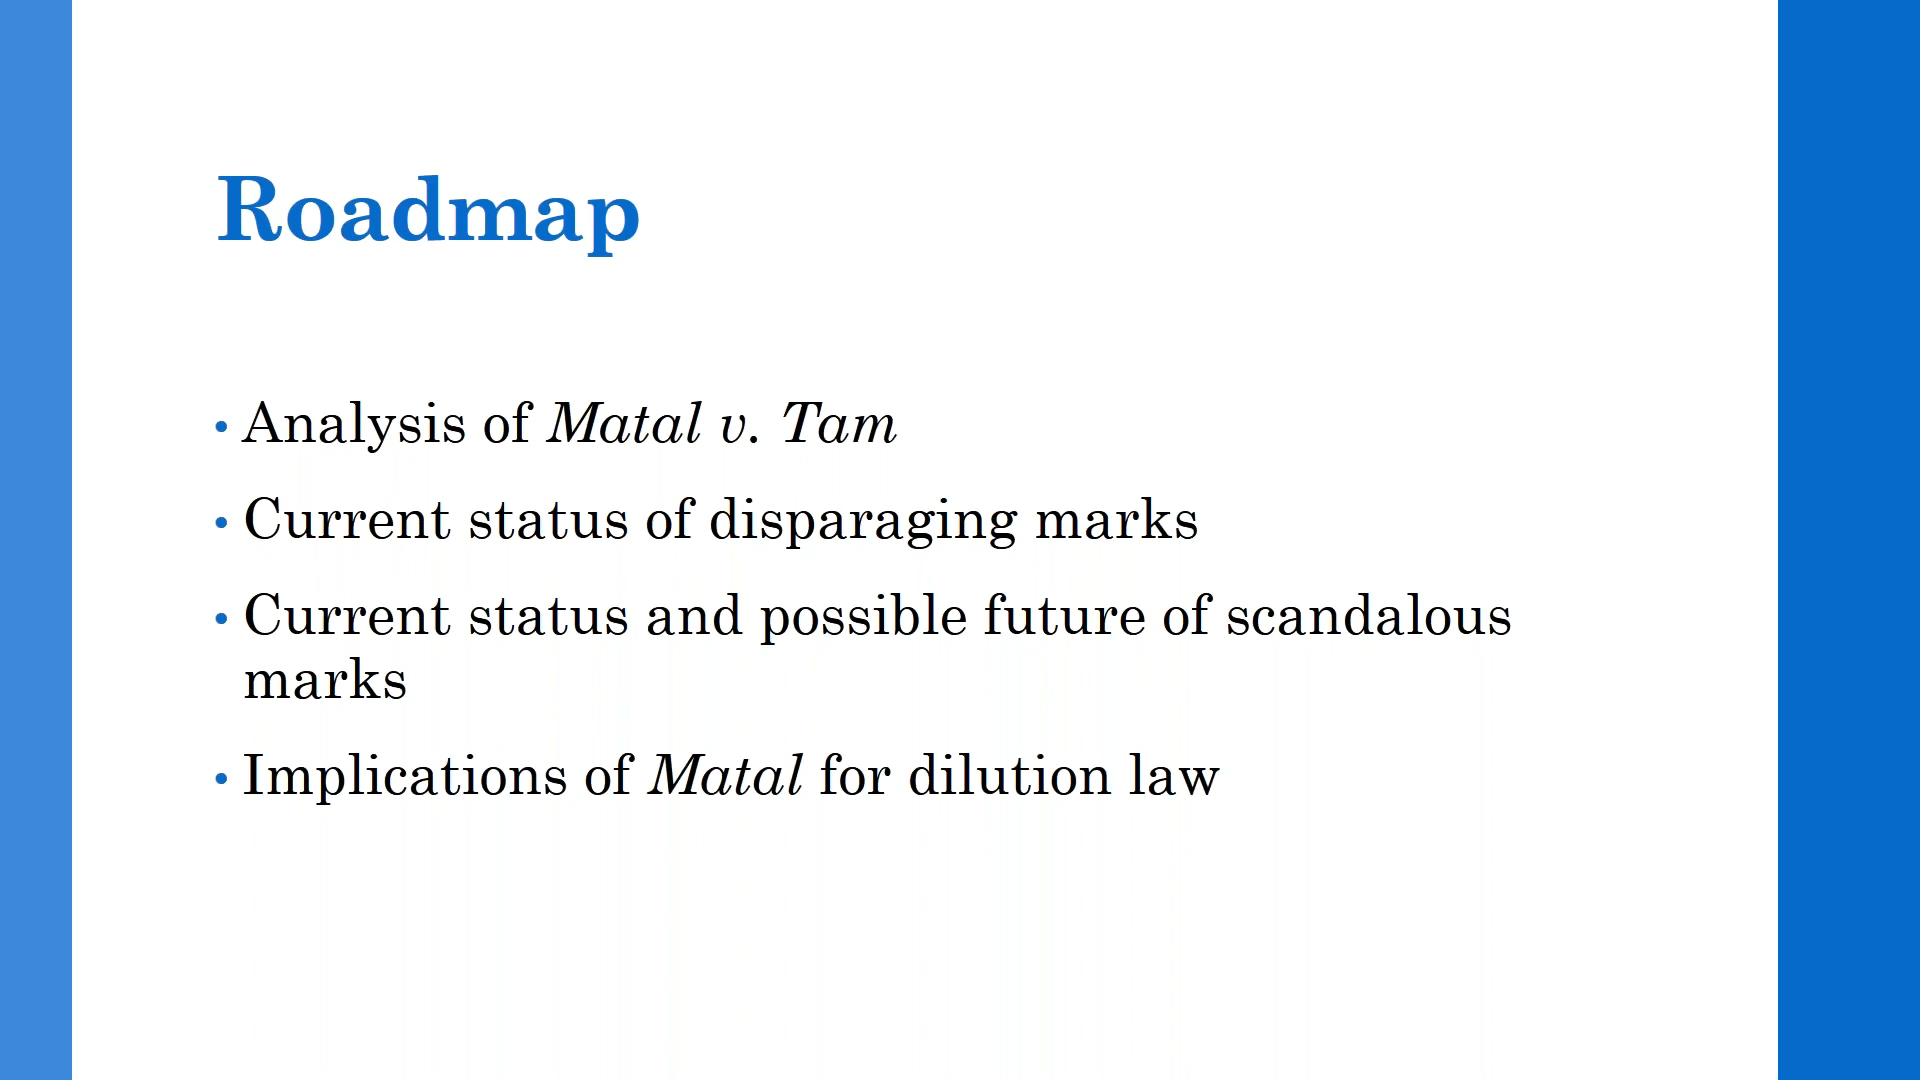 Roadmap
• Analysis of Matal v. Tam
• Current status of disparaging marks
• Current status and possible future of scandalous
marks
• Implications of Matal for dilution law